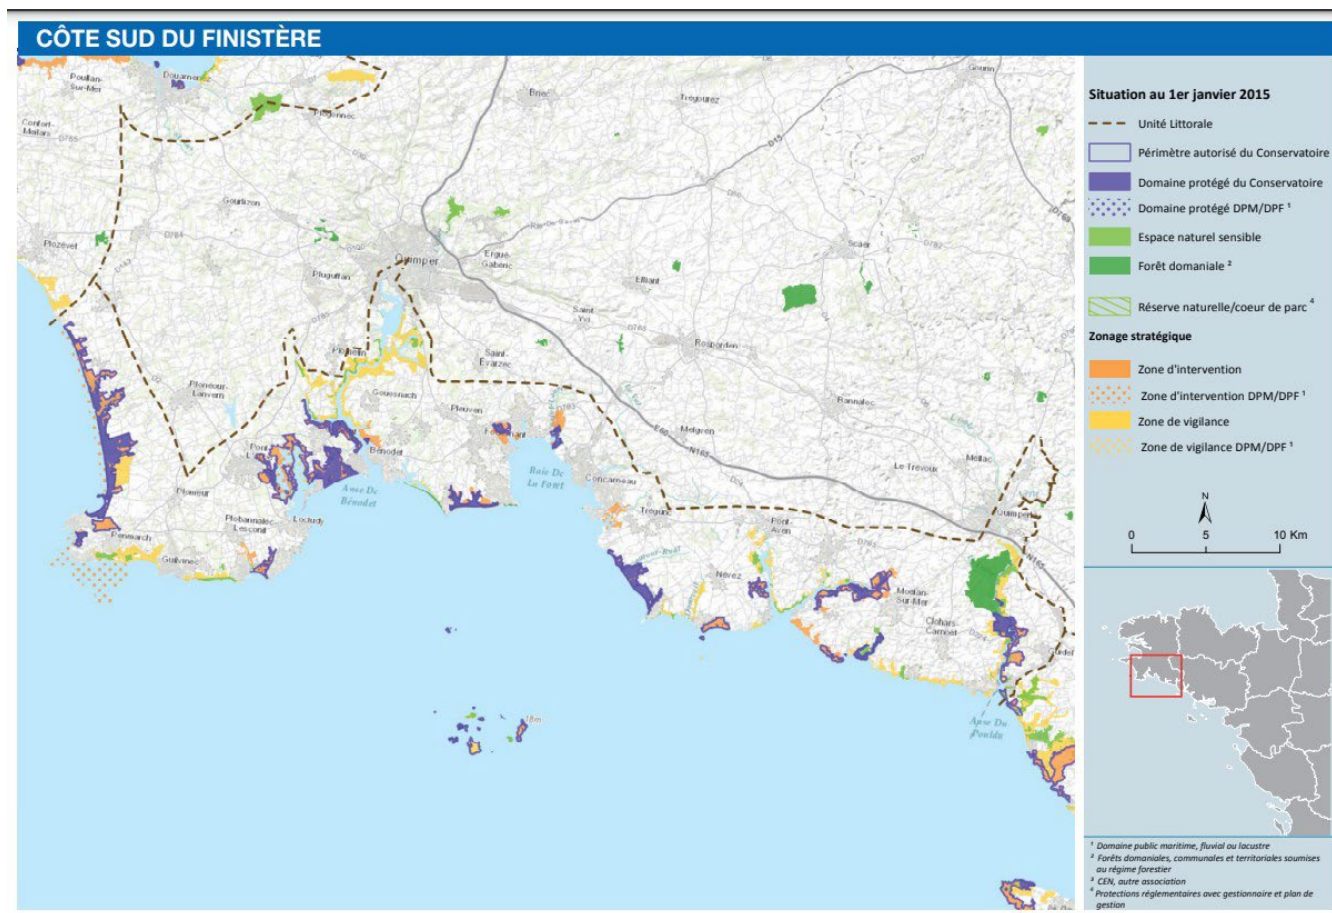 CÔTE SUD DU FINISTÈRE
Poullan-
Sur-Mer
Douarnenez
Confort-
Meilars
D765
Plogonnec
Briec
Trégourez
Gourin
D15
D769
Gourlizon
Plozévet
D784
D143
Quimper
Ergué-
Gabéric
Pluguffan
Elliant
Scaër
D782
Saint
Yvi
D765
Rosporden
Plomelin
Saint-
Evarzec
Plonéour-
Lanvern
Gouesnach
Pleuven
Bannalec
Melgven
E60
N165
Le Trévoux
Mellac
Bénodet
Baie De
La Forêt
Concarneau
Anse De
Bénodet
Plomeur
Plobannalec-
Lesconil
Loctudy
Penmarch
Guilvinec
Trégunc
Pont-
Aven
Névez
Moëlan-
Sur-Mer
Clohars-
Carnoët
D224
N165
Anse Du
Pouldu
18m
Situation au 1er janvier 2015
Unité Littorale
Périmètre autorisé du Conservatoire
Domaine protégé du Conservatoire
Domaine protégé DPM/DPF ¹
Espace naturel sensible
Forêt domaniale ²
Réserve naturelle/coeur de parc ⁴
Zonage stratégique
Zone d'intervention
Zone d'intervention DPM/DPF ¹
Zone de vigilance
Zone de vigilance DPM/DPF ¹
N
0 5 10 Km
¹ Domaine public maritime, fluvial ou lacustre
² Forêts domaniales, communales et territoriales soumises
au régime forestier
³ CEN, autre association
⁴ Protections réglementaires avec gestionnaire et plan de
gestion